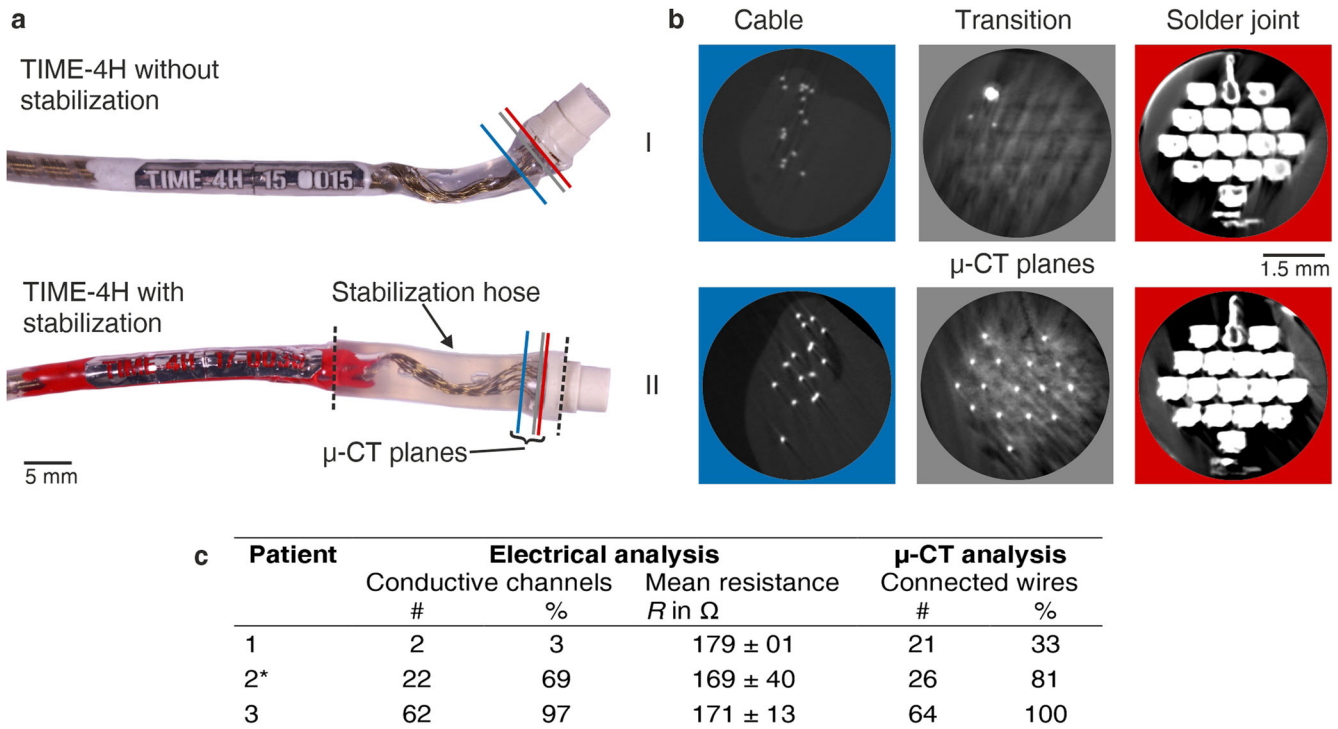 a
TIME-4H without
stabilization
TIME 4H 15-0015
TIME-4H with
stabilization
Stabilization hose
TIME 4H
µ-CT planes
5 mm
b
Cable Transition Solder joint
I
µ-CT planes
1.5 mm
II
c
Patient Electrical analysis µ-CT analysis
Conductive channels Mean resistance Connected wires
# % R in Ω # %
1 2 3 179 ± 01 21 33
2* 22 69 169 ± 40 26 81
3 62 97 171 ± 13 64 100